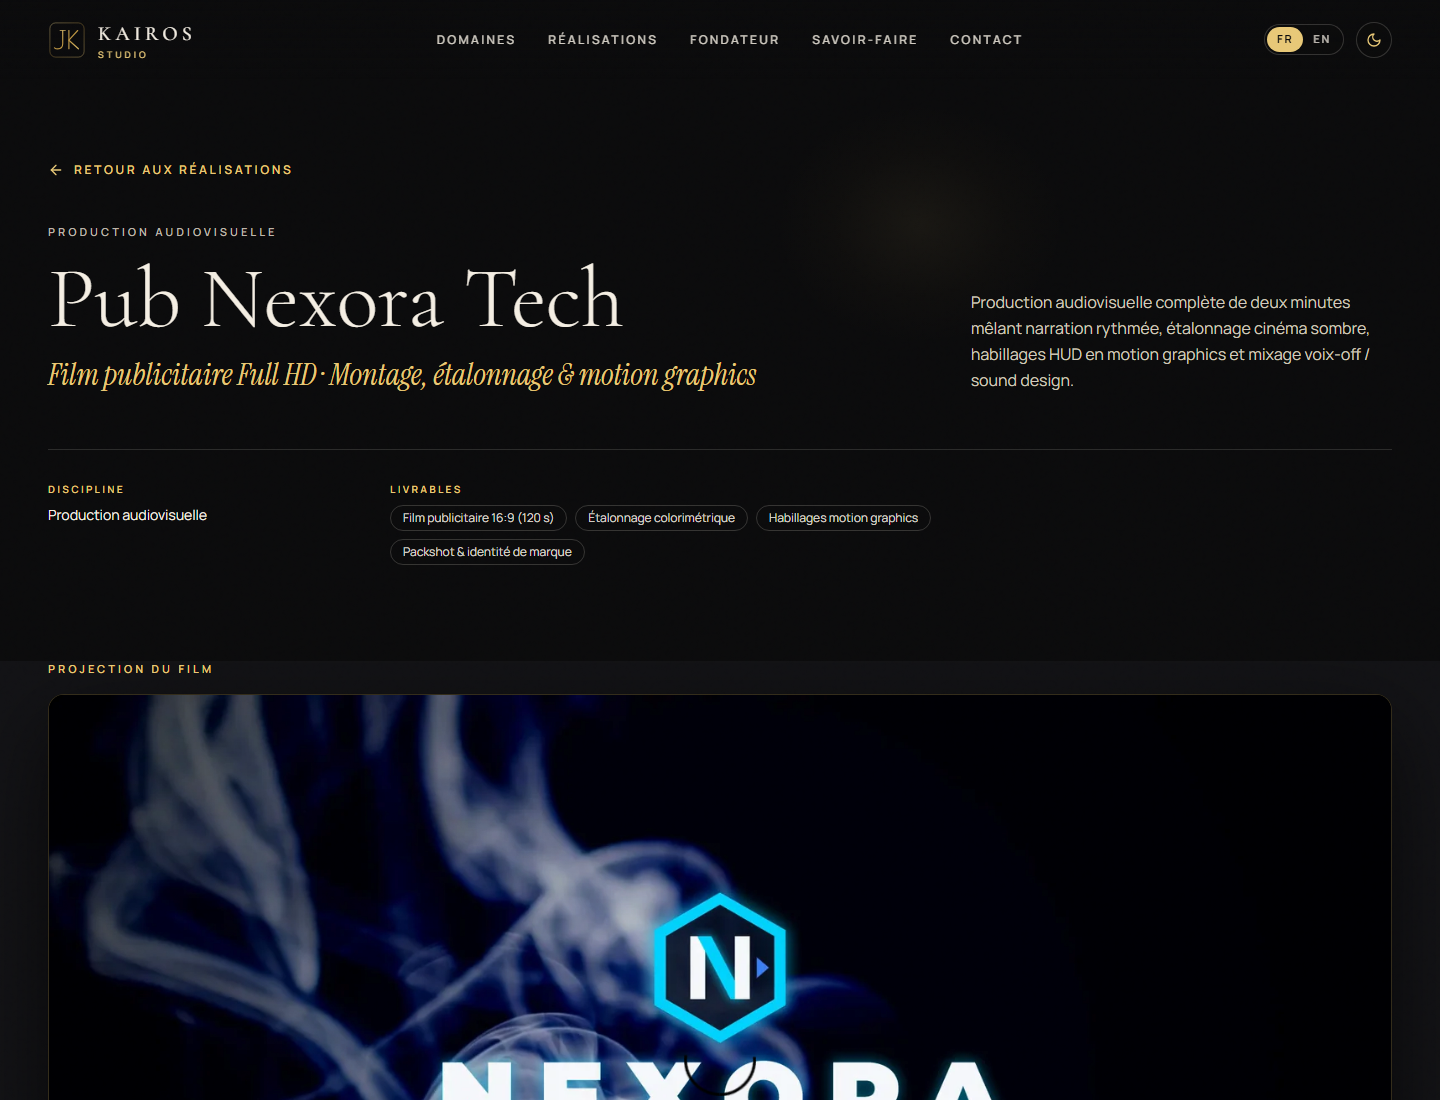 JK
KAIROS
STUDIO
DOMAINES
RÉALISATIONS
FONDATEUR
SAVOIR-FAIRE
CONTACT
FR
EN
RETOUR AUX RÉALISATIONS
PRODUCTION AUDIOVISUELLE
Pub Nexora Tech
Film publicitaire Full HD · Montage, étalonnage & motion graphics
Production audiovisuelle complète de deux minutes
mêlant narration rythmée, étalonnage cinéma sombre,
habillages HUD en motion graphics et mixage voix-off /
sound design.
DISCIPLINE
Production audiovisuelle
LIVRABLES
Film publicitaire 16:9 (120 s)
Étalonnage colorimétrique
Habillages motion graphics
Packshot & identité de marque
PROJECTION DU FILM
N
NEXORA